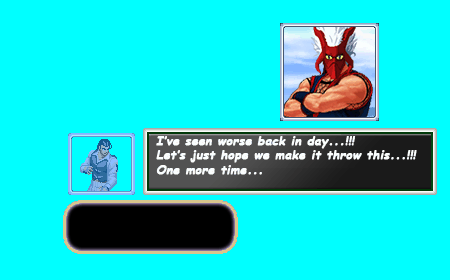 I've seen worse back in day...!!!
Let's just hope we make it throw this...!!!
One more time...